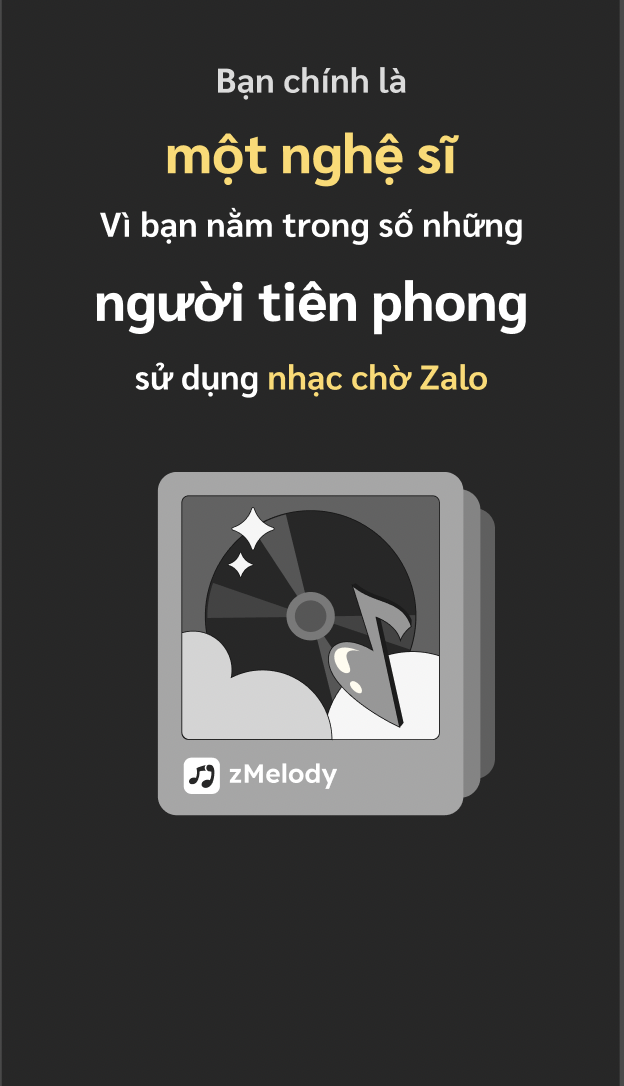 Bạn chính là
một nghệ sĩ
Vì bạn nằm trong số những
người tiên phong
sử dụng nhạc chờ Zalo
zMelody